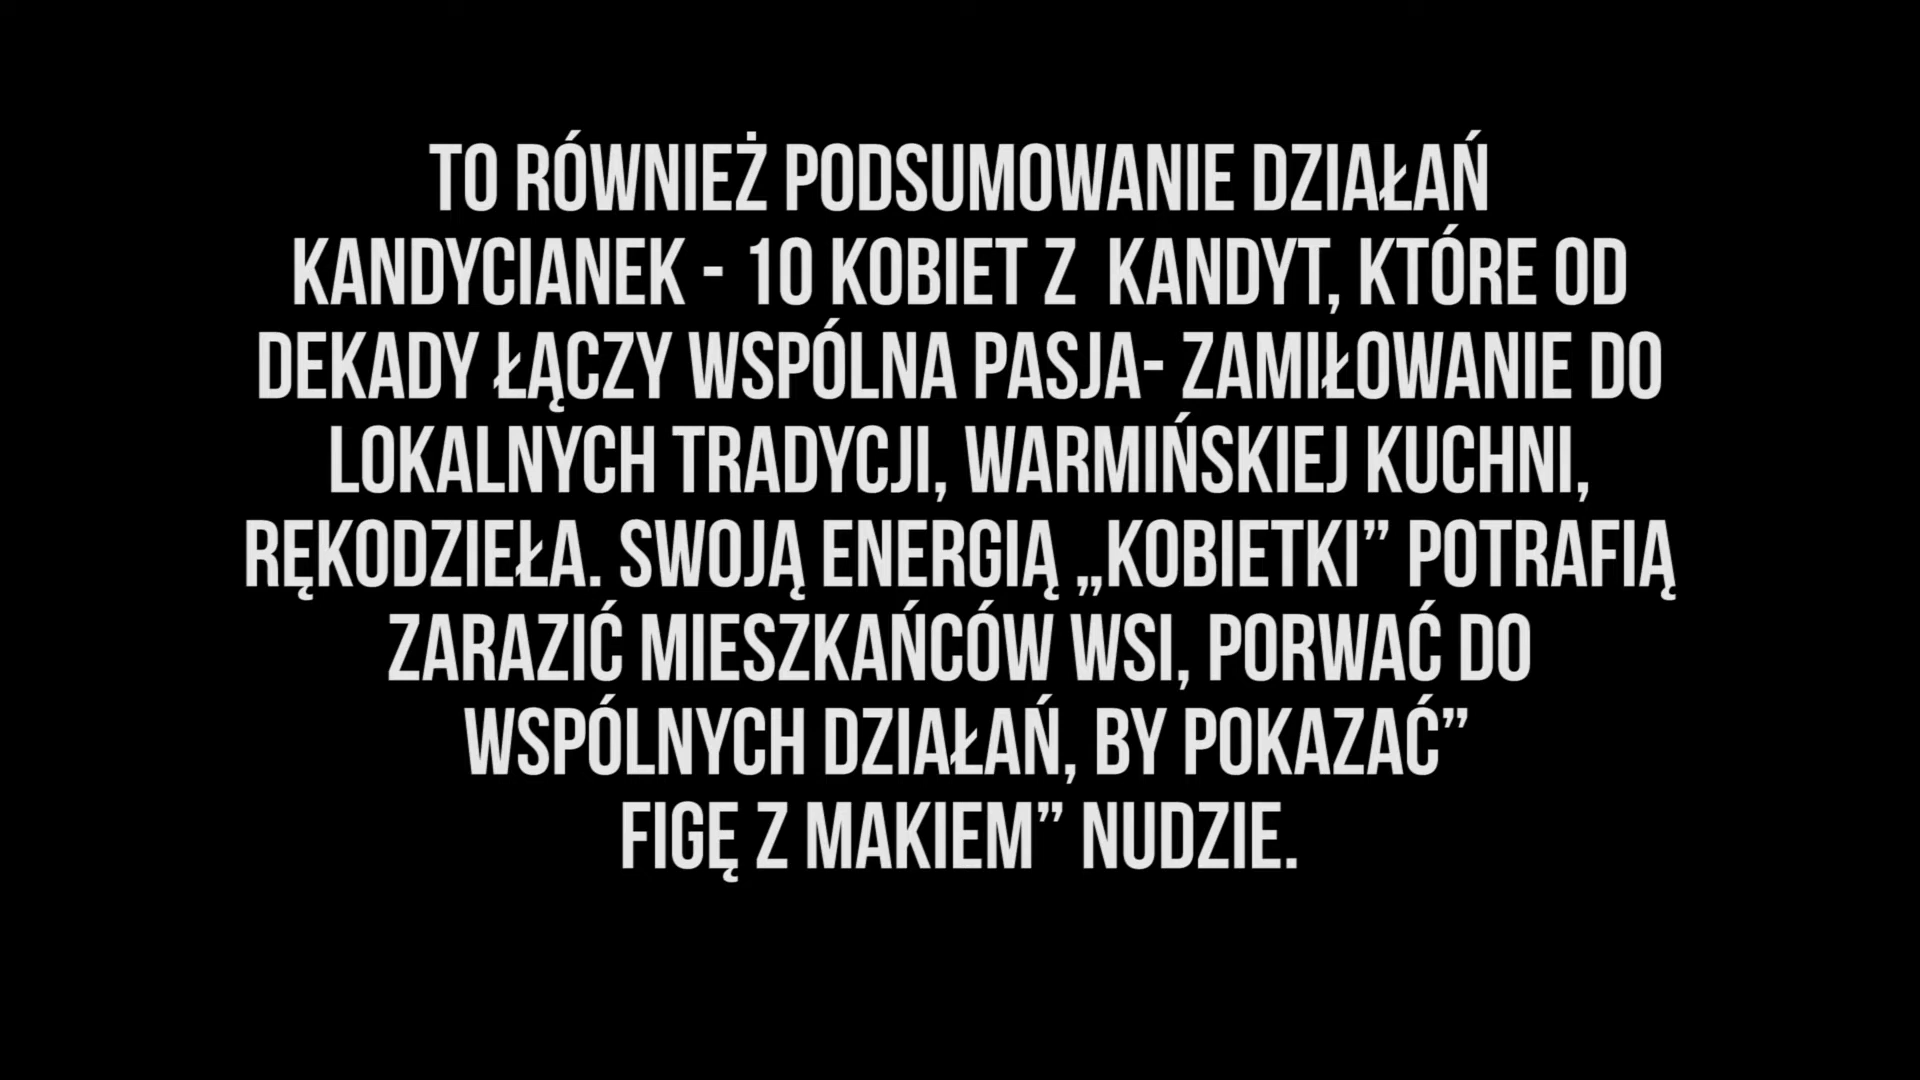 TO RÓWNIEŻ PODSUMOWANIE DZIAŁAŃ
KANDYCIANEK - 10 KOBIET Z  KANDYT, KTÓRE OD
DEKADY ŁĄCZY WSPÓLNA PASJA- ZAMIŁOWANIE DO
LOKALNYCH TRADYCJI, WARMIŃSKIEJ KUCHNI,
RĘKODZIEŁA. SWOJĄ ENERGIĄ „KOBIETKI” POTRAFIĄ
ZARAZIĆ MIESZKAŃCÓW WSI, PORWAĆ DO
WSPÓLNYCH DZIAŁAŃ, BY POKAZAĆ”
FIGĘ Z MAKIEM” NUDZIE.